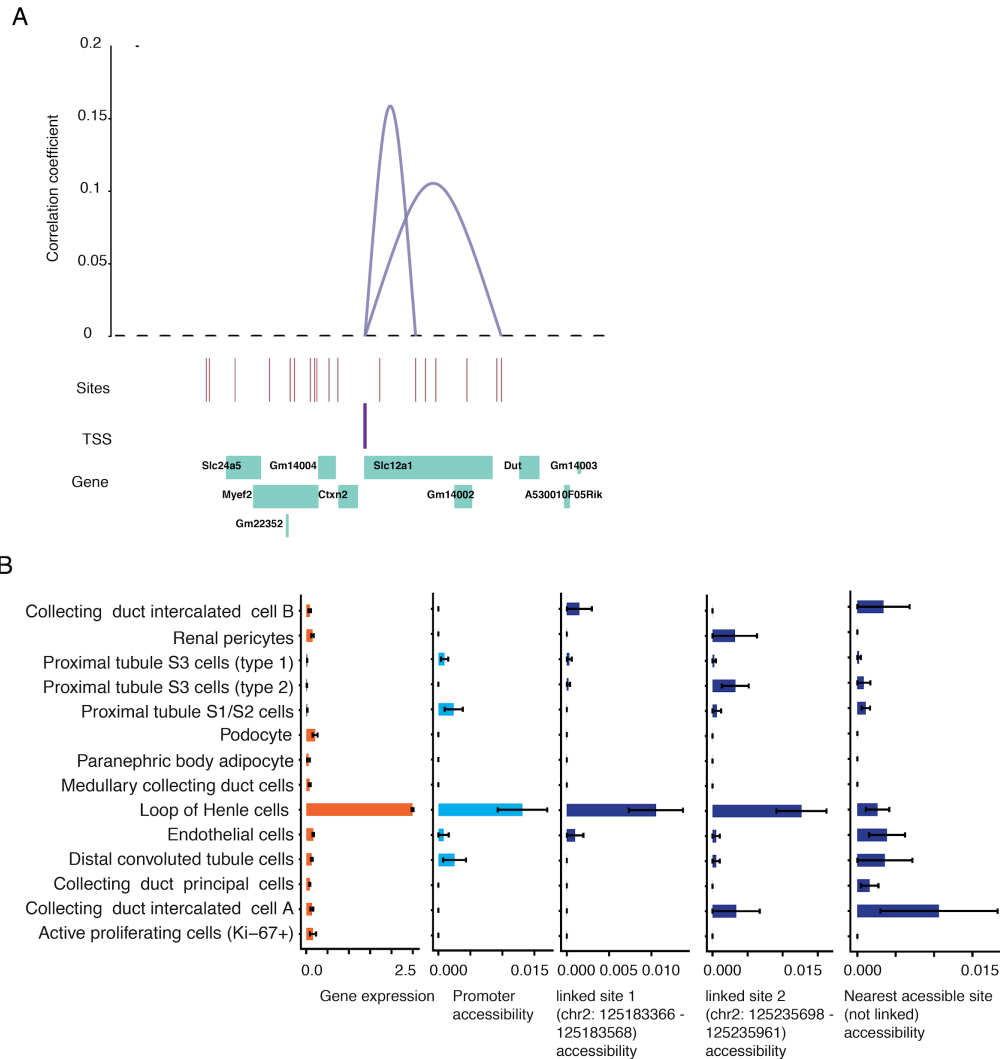 A
0.2
0.15
0.1
0.05
0
Correlation coefficient
Sites
TSS
Gene
Slc24a5
Gm14004
Slc12a1
Dut
Gm14003
Myef2
Ctxn2
Gm14002
A530010F05Rik
Gm22352
B
Collecting duct intercalated cell B
Renal pericytes
Proximal tubule S3 cells (type 1)
Proximal tubule S3 cells (type 2)
Proximal tubule S1/S2 cells
Podocyte
Paranephric body adipocyte
Medullary collecting duct cells
Loop of Henle cells
Endothelial cells
Distal convoluted tubule cells
Collecting duct principal cells
Collecting duct intercalated cell A
Active proliferating cells (Ki−67+)
0.0 2.5
Gene expression
0.000 0.015
Promoter
accessibility
0.000 0.005 0.010
linked site 1
(chr2: 125183366 -
125183568)
accessibility
0.000 0.015
linked site 2
(chr2: 125235698 -
125235961)
accessibility
0.000 0.015
Nearest acessible site
(not linked)
accessibility